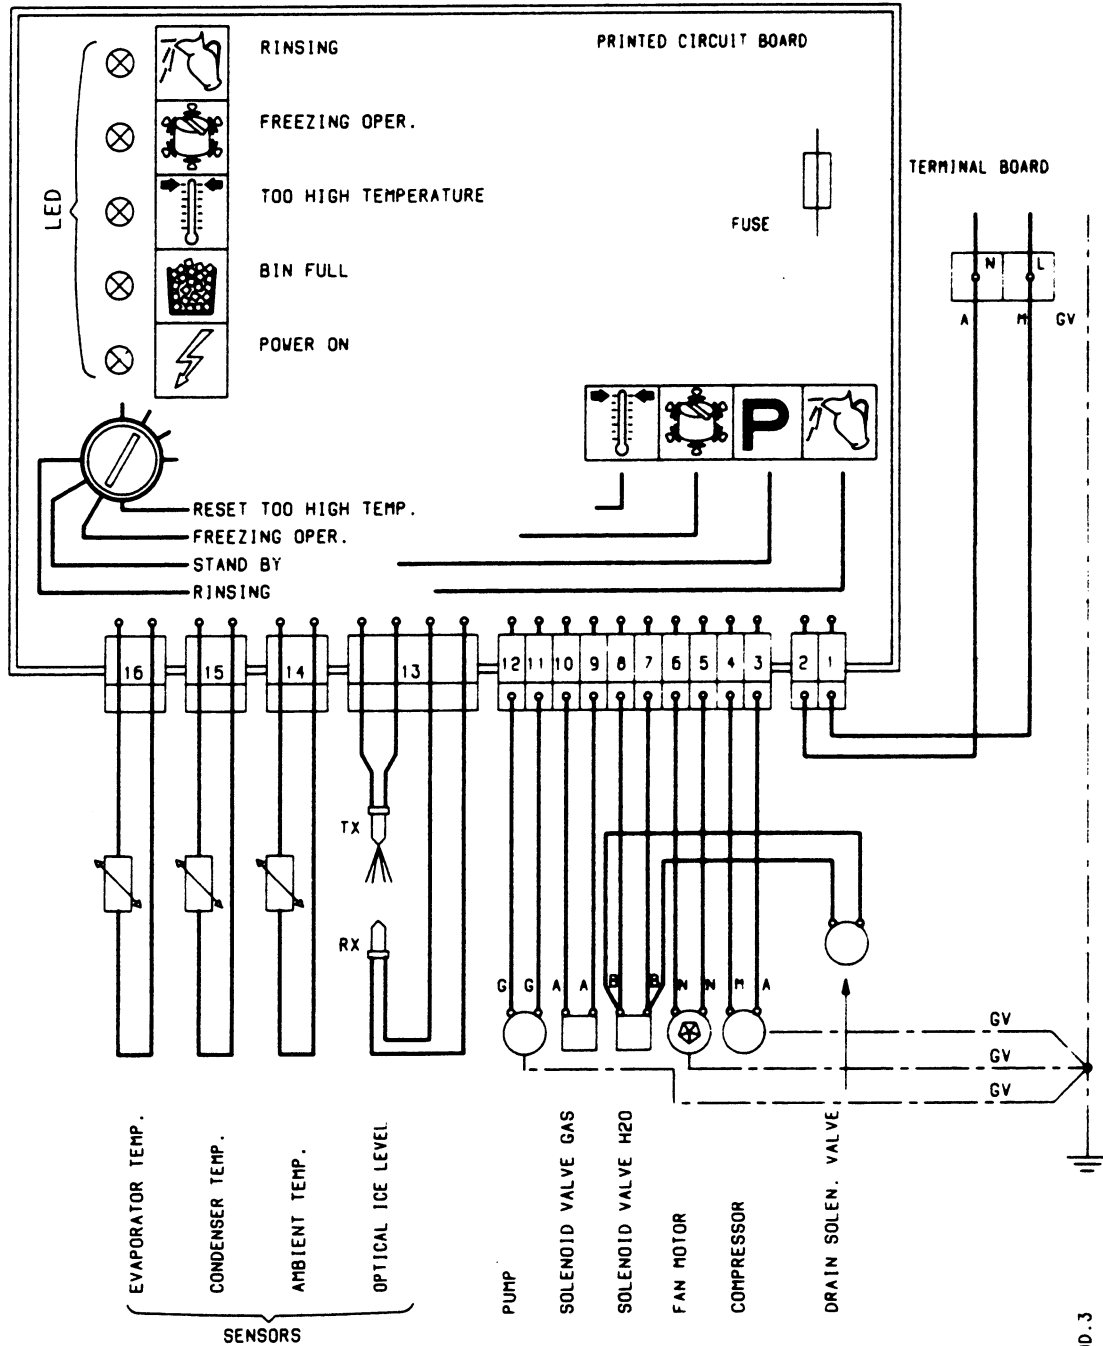 RINSING
PRINTED CIRCUIT BOARD
FREEZING OPER.
TERMINAL BOARD
TOO HIGH TEMPERATURE
LED
FUSE
BIN FULL
N L
A M GV
POWER ON
P
RESET TOO HIGH TEMP.
FREEZING OPER.
STAND BY
RINSING
16 15 14 13 12 11 10 9 8 7 6 5 4 3 2 1
TX
RX
G G A A B B N N M A
GV
GV
GV
EVAPORATOR TEMP.
CONDENSER TEMP.
AMBIENT TEMP.
OPTICAL ICE LEVEL
PUMP
SOLENOID VALVE GAS
SOLENOID VALVE H2O
FAN MOTOR
COMPRESSOR
DRAIN SOLEN. VALVE
SENSORS